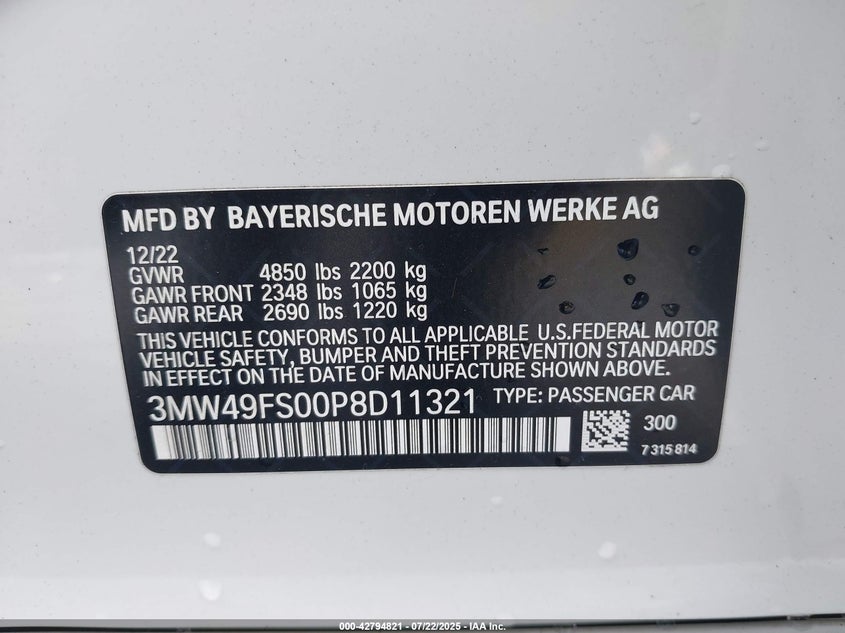 MFD BY BAYERISCHE MOTOREN WERKE AG
12/22
GVWR 4850 lbs 2200 kg
GAWR FRONT 2348 lbs 1065 kg
GAWR REAR 2690 lbs 1220 kg
THIS VEHICLE CONFORMS TO ALL APPLICABLE U.S.FEDERAL MOTOR
VEHICLE SAFETY, BUMPER AND THEFT PREVENTION STANDARDS
IN EFFECT ON THE DATE OF MANUFACTURE SHOWN ABOVE.
3MW49FS00P8D11321 TYPE: PASSENGER CAR
300
7 315 814
000-42794821 - 07/22/2025 - IAA Inc.